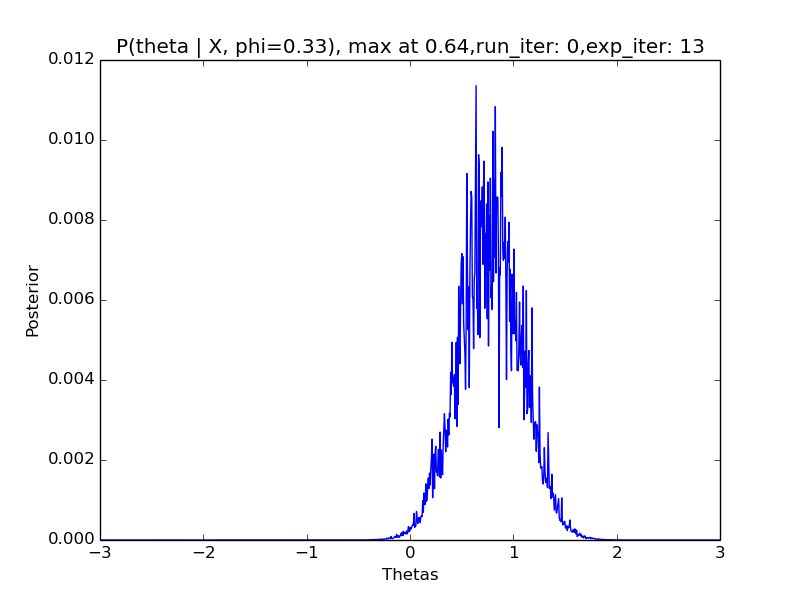 P(theta | X, phi=0.33), max at 0.64,run_iter: 0,exp_iter: 13
0.012
0.010
0.008
0.006
0.004
0.002
0.000
Posterior
−3 −2 −1 0 1 2 3
Thetas